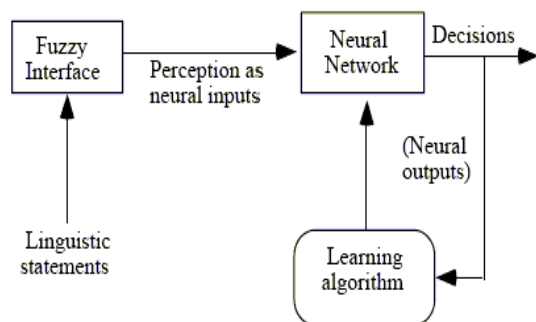 Fuzzy
Interface
Perception as
neural inputs
Neural
Network
Decisions
(Neural
outputs)
Linguistic
statements
Learning
algorithm